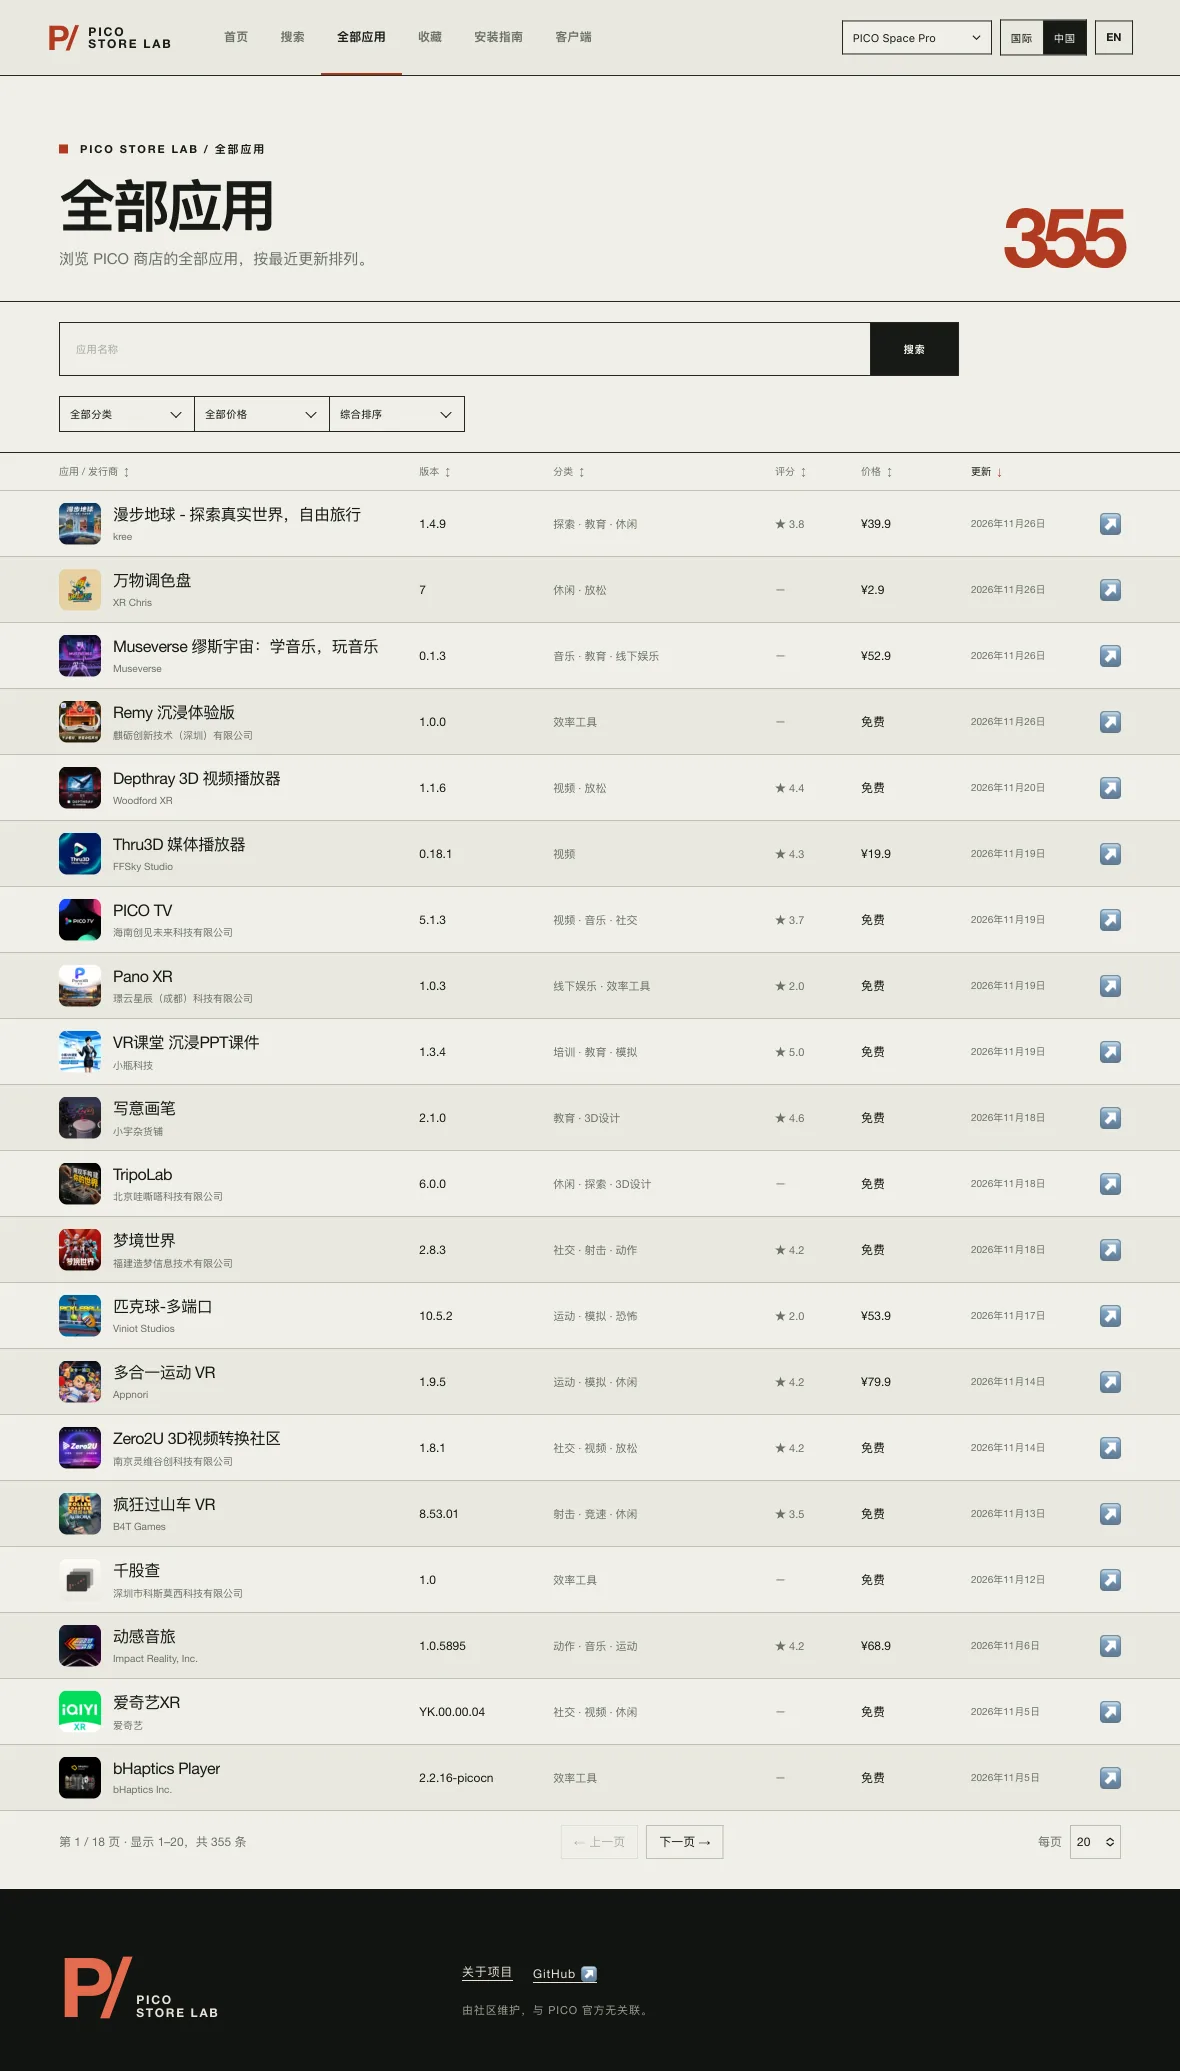 P/ PICO
STORE LAB
首页 搜索 全部应用 收藏 安装指南 客户端
PICO Space Pro 国际 中国 EN
PICO STORE LAB / 全部应用
全部应用
355
浏览 PICO 商店的全部应用，按最近更新排列。
应用名称 搜索
全部分类 全部价格 综合排序
应用 / 发行商 ↕ 版本 ↕ 分类 ↕ 评分 ↕ 价格 ↕ 更新 ↓
漫步地球 - 探索真实世界，自由旅行
kree
1.4.9 探索 · 教育 · 休闲 ★ 3.8 ¥39.9 2026年11月26日
万物调色盘
XR Chris
7 休闲 · 放松 — ¥2.9 2026年11月26日
Museverse 缪斯宇宙：学音乐，玩音乐
Museverse
0.1.3 音乐 · 教育 · 线下娱乐 — ¥52.9 2026年11月26日
Remy 沉浸体验版
麒砺创新技术（深圳）有限公司
1.0.0 效率工具 — 免费 2026年11月26日
Depthray 3D 视频播放器
Woodford XR
1.1.6 视频 · 放松 ★ 4.4 免费 2026年11月20日
Thru3D 媒体播放器
FFSky Studio
0.18.1 视频 ★ 4.3 ¥19.9 2026年11月19日
PICO TV
海南创见未来科技有限公司
5.1.3 视频 · 音乐 · 社交 ★ 3.7 免费 2026年11月19日
Pano XR
璟云星辰（成都）科技有限公司
1.0.3 线下娱乐 · 效率工具 ★ 2.0 免费 2026年11月19日
VR课堂 沉浸PPT课件
小瓶科技
1.3.4 培训 · 教育 · 模拟 ★ 5.0 免费 2026年11月19日
写意画笔
小宇杂货铺
2.1.0 教育 · 3D设计 ★ 4.6 免费 2026年11月18日
TripoLab
北京哇嘶嗒科技有限公司
6.0.0 休闲 · 探索 · 3D设计 — 免费 2026年11月18日
梦境世界
福建造梦信息技术有限公司
2.8.3 社交 · 射击 · 动作 ★ 4.2 免费 2026年11月18日
匹克球-多端口
Viniot Studios
10.5.2 运动 · 模拟 · 恐怖 ★ 2.0 ¥53.9 2026年11月17日
多合一运动 VR
Appnori
1.9.5 运动 · 模拟 · 休闲 ★ 4.2 ¥79.9 2026年11月14日
Zero2U 3D视频转换社区
南京灵维谷创科技有限公司
1.8.1 社交 · 视频 · 放松 ★ 4.2 免费 2026年11月14日
疯狂过山车 VR
B4T Games
8.53.01 射击 · 竞速 · 休闲 ★ 3.5 免费 2026年11月13日
千股查
深圳市科斯莫西科技有限公司
1.0 效率工具 — 免费 2026年11月12日
动感音旅
Impact Reality, Inc.
1.0.5895 动作 · 音乐 · 运动 ★ 4.2 ¥68.9 2026年11月6日
爱奇艺XR
爱奇艺
YK.00.00.04 社交 · 视频 · 休闲 — 免费 2026年11月5日
bHaptics Player
bHaptics Inc.
2.2.16-picocn 效率工具 — 免费 2026年11月5日
第 1 / 18 页 · 显示 1–20，共 355 条 ← 上一页 下一页 → 每页 20
P/ PICO
STORE LAB
关于项目 GitHub ↗
由社区维护，与 PICO 官方无关联。